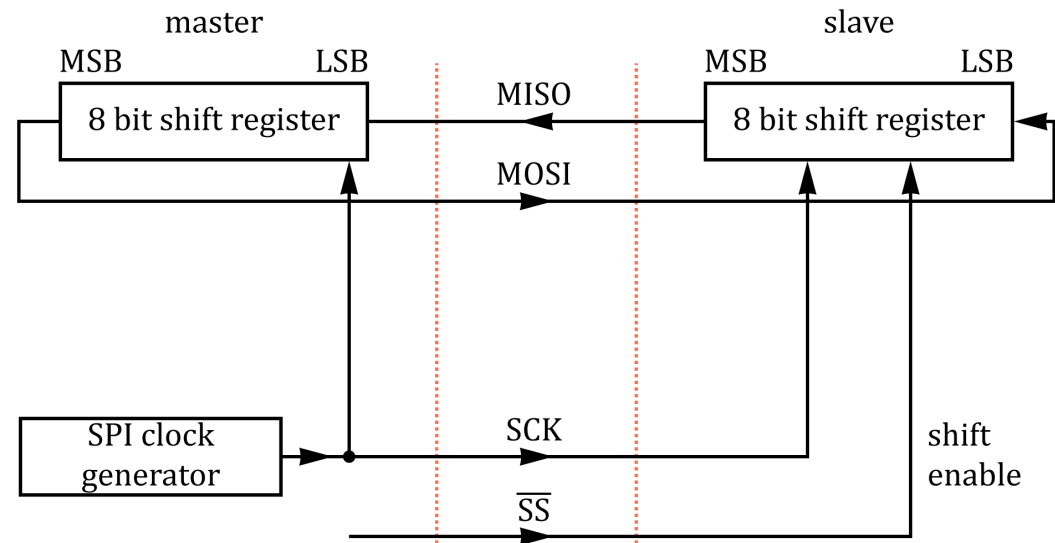 master
slave
MSB
LSB
MSB
LSB
MISO
8 bit shift register
8 bit shift register
MOSI
SPI clock
generator
SCK
shift
enable
S̅S̅